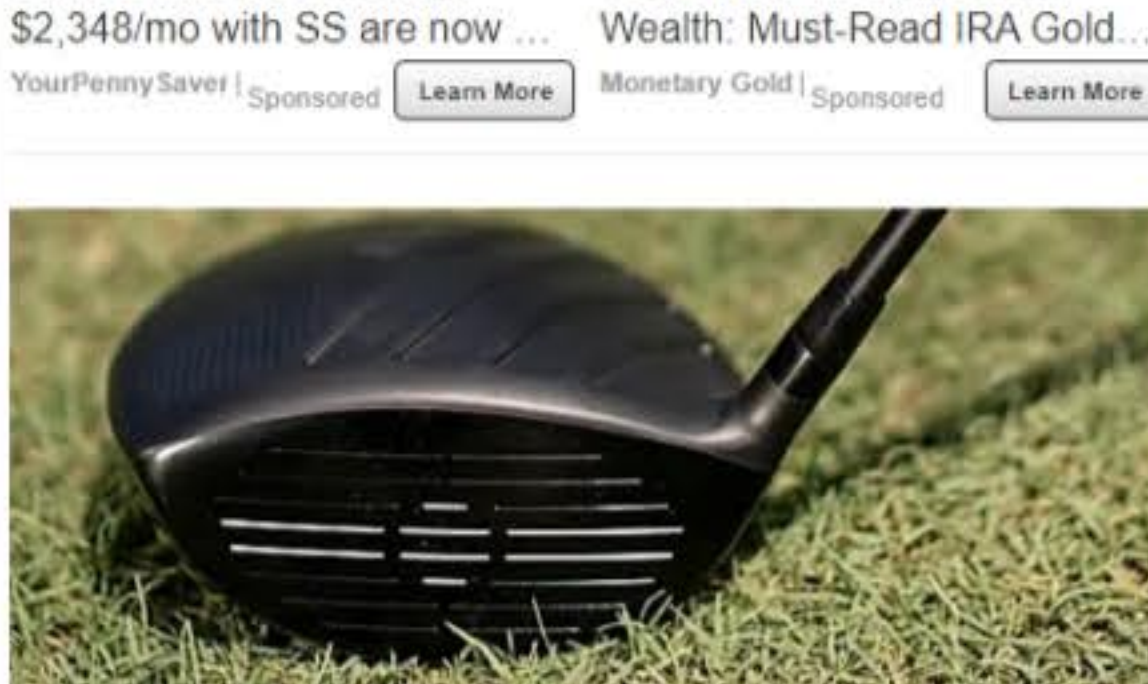 $2,348/mo with SS are now ...
Wealth: Must-Read IRA Gold...
YourPennySaver | Sponsored
Learn More
Monetary Gold | Sponsored
Learn More